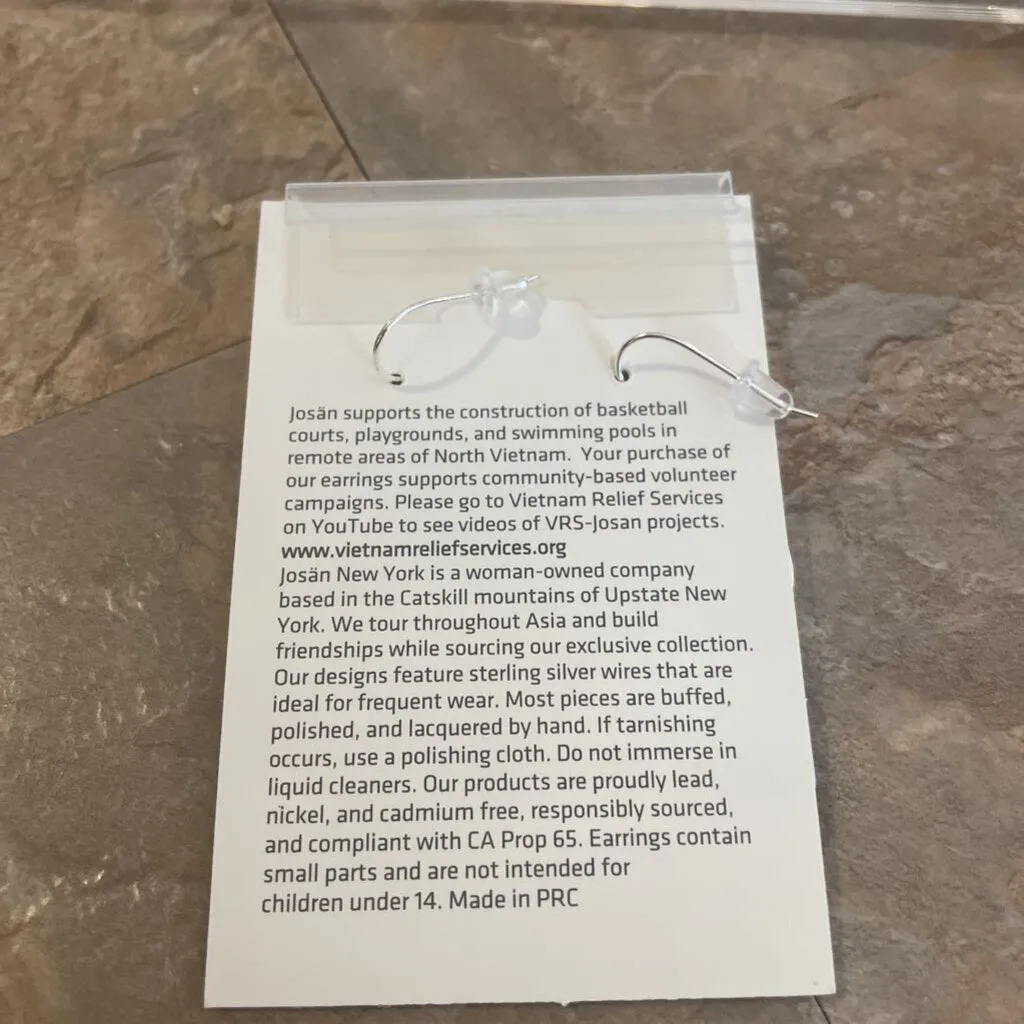 Josän supports the construction of basketball
courts, playgrounds, and swimming pools in
remote areas of North Vietnam. Your purchase of
our earrings supports community-based volunteer
campaigns. Please go to Vietnam Relief Services
on YouTube to see videos of VRS-Josan projects.
www.vietnamreliefservices.org
Josän New York is a woman-owned company
based in the Catskill mountains of Upstate New
York. We tour throughout Asia and build
friendships while sourcing our exclusive collection.
Our designs feature sterling silver wires that are
ideal for frequent wear. Most pieces are buffed,
polished, and lacquered by hand. If tarnishing
occurs, use a polishing cloth. Do not immerse in
liquid cleaners. Our products are proudly lead,
nickel, and cadmium free, responsibly sourced,
and compliant with CA Prop 65. Earrings contain
small parts and are not intended for
children under 14. Made in PRC